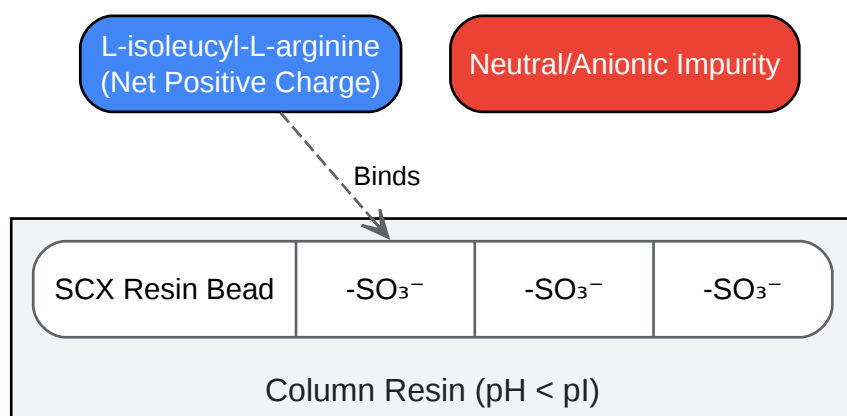 L-isoleucyl-L-arginine
(Net Positive Charge)
Neutral/Anionic Impurity
Binds
SCX Resin Bead
-SO₃⁻
-SO₃⁻
-SO₃⁻
Column Resin (pH < pI)